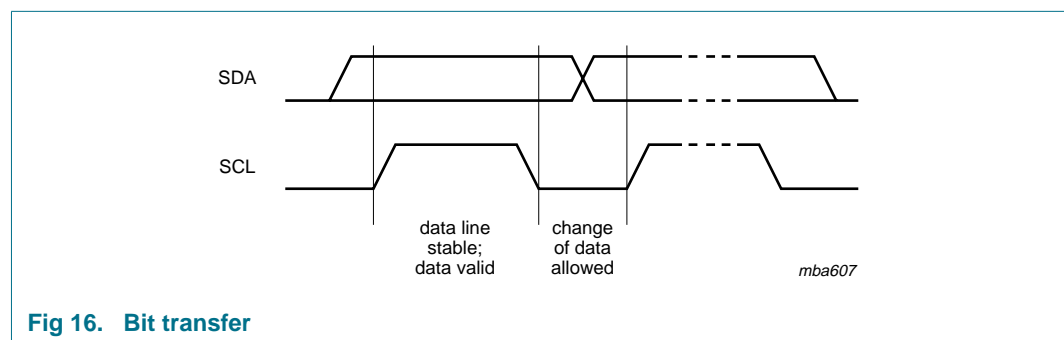 SDA
SCL
data line
stable;
data valid
change
of data
allowed
mba607
Fig 16. Bit transfer